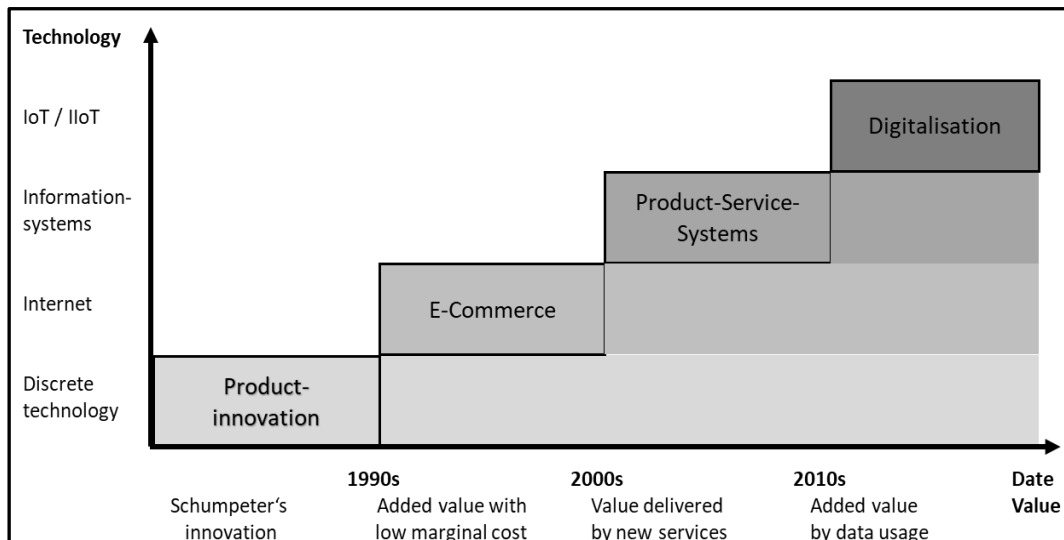 Technology
IoT / IIoT
Digitalisation
Information-
systems
Product-Service-
Systems
Internet
E-Commerce
Discrete
technology
Product-
innovation
1990s
2000s
2010s
Date
Schumpeter‘s
innovation
Added value with
low marginal cost
Value delivered
by new services
Added value
by data usage
Value